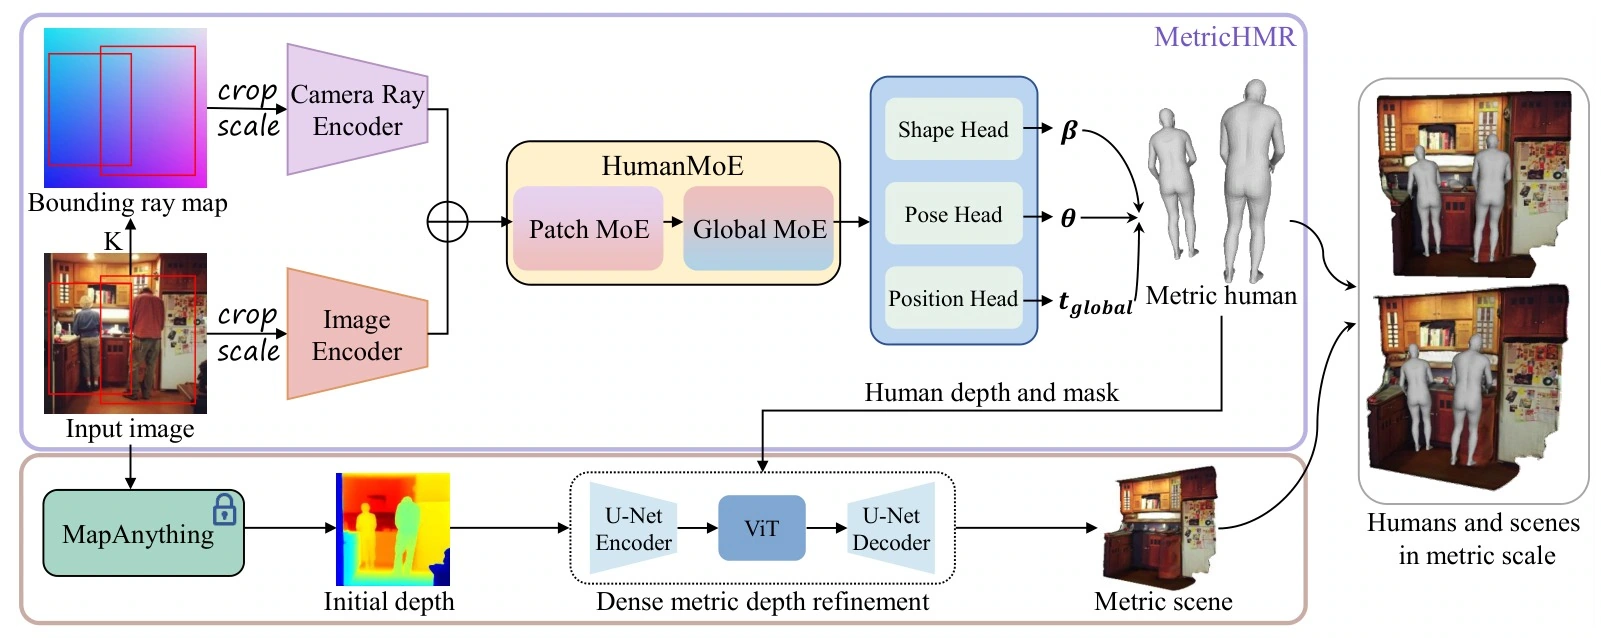 MetricHMR
crop
scale
Camera Ray
Encoder
Bounding ray map
K
crop
scale
Image
Encoder
Input image
HumanMoE
Patch MoE
Global MoE
Shape Head
Pose Head
Position Head
β
θ
t_global
Metric human
Human depth and mask
MapAnything
Initial depth
U-Net
Encoder
ViT
U-Net
Decoder
Dense metric depth refinement
Metric scene
Humans and scenes
in metric scale